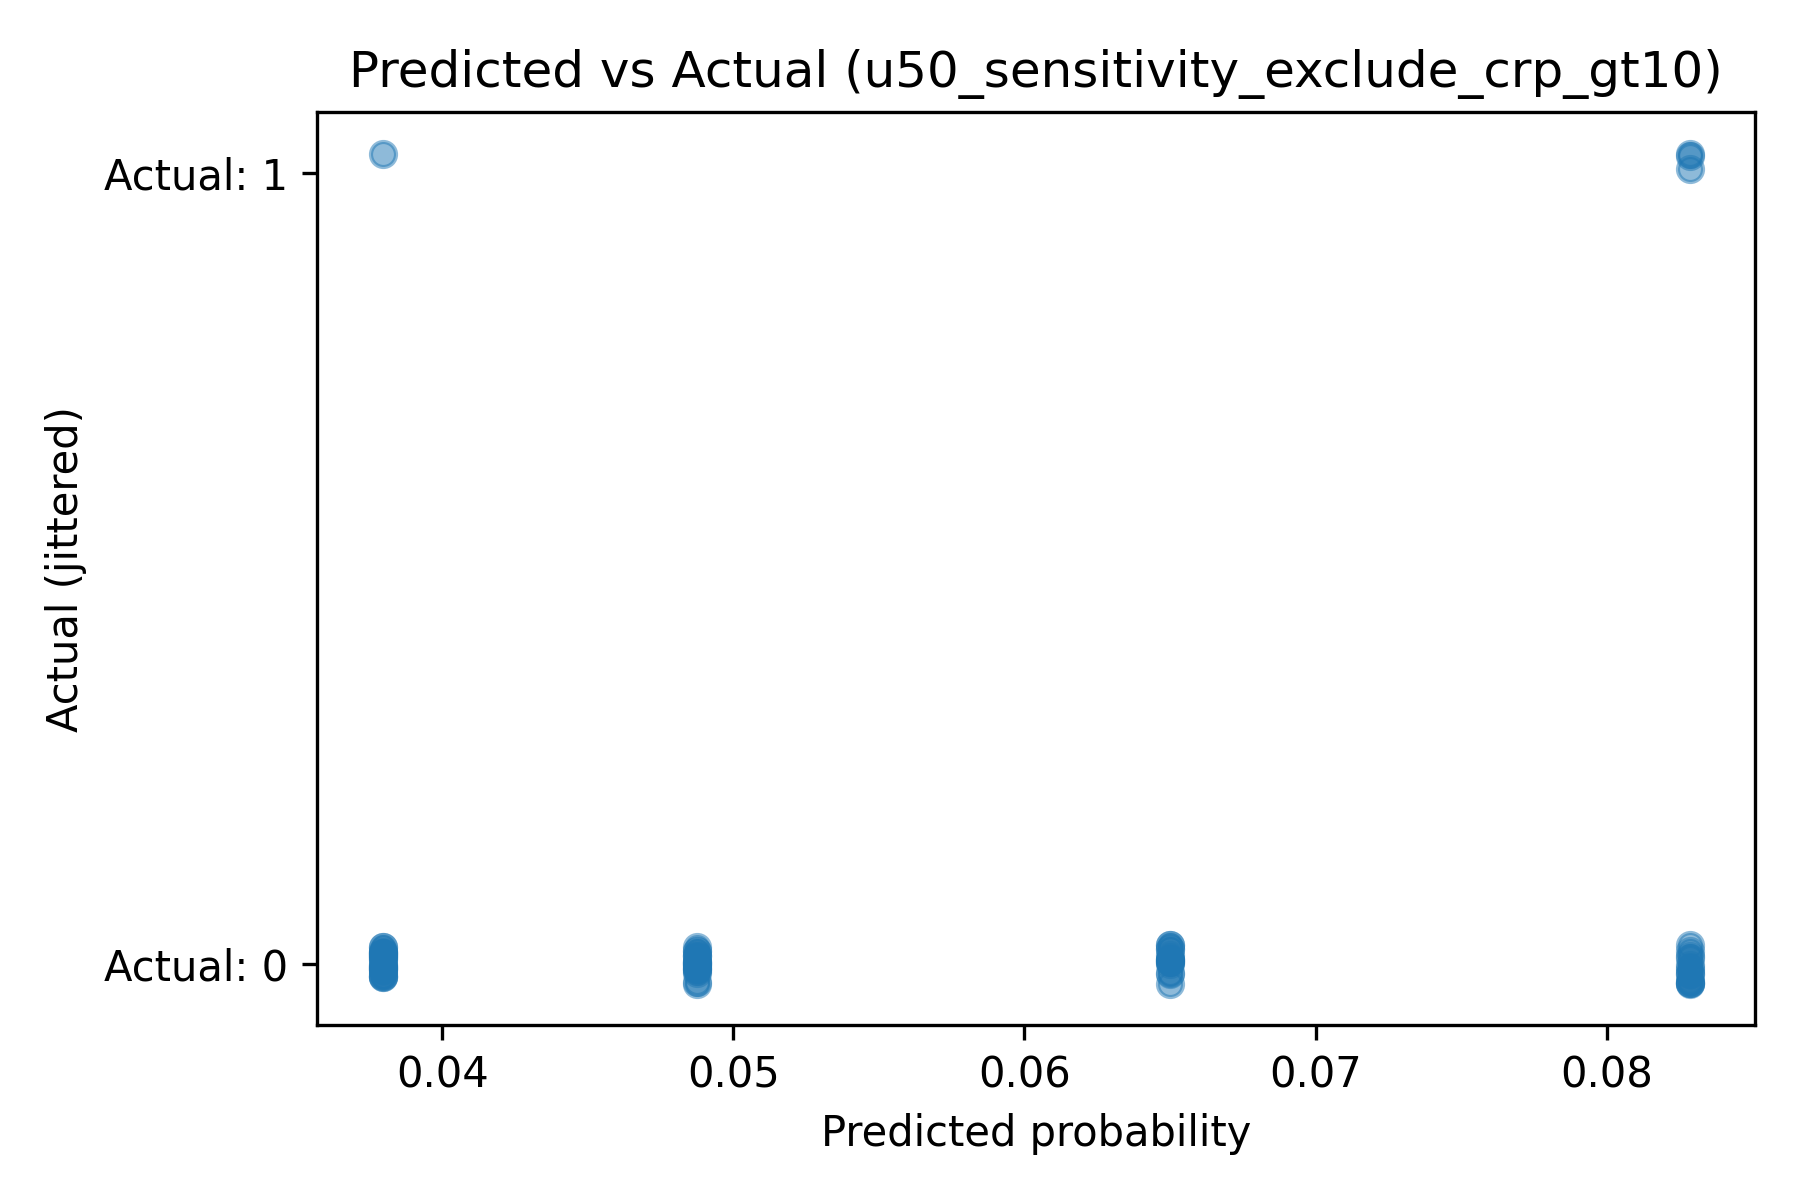 Predicted vs Actual (u50_sensitivity_exclude_crp_gt10)
Actual: 1
Actual (jittered)
Actual: 0
0.04 0.05 0.06 0.07 0.08
Predicted probability